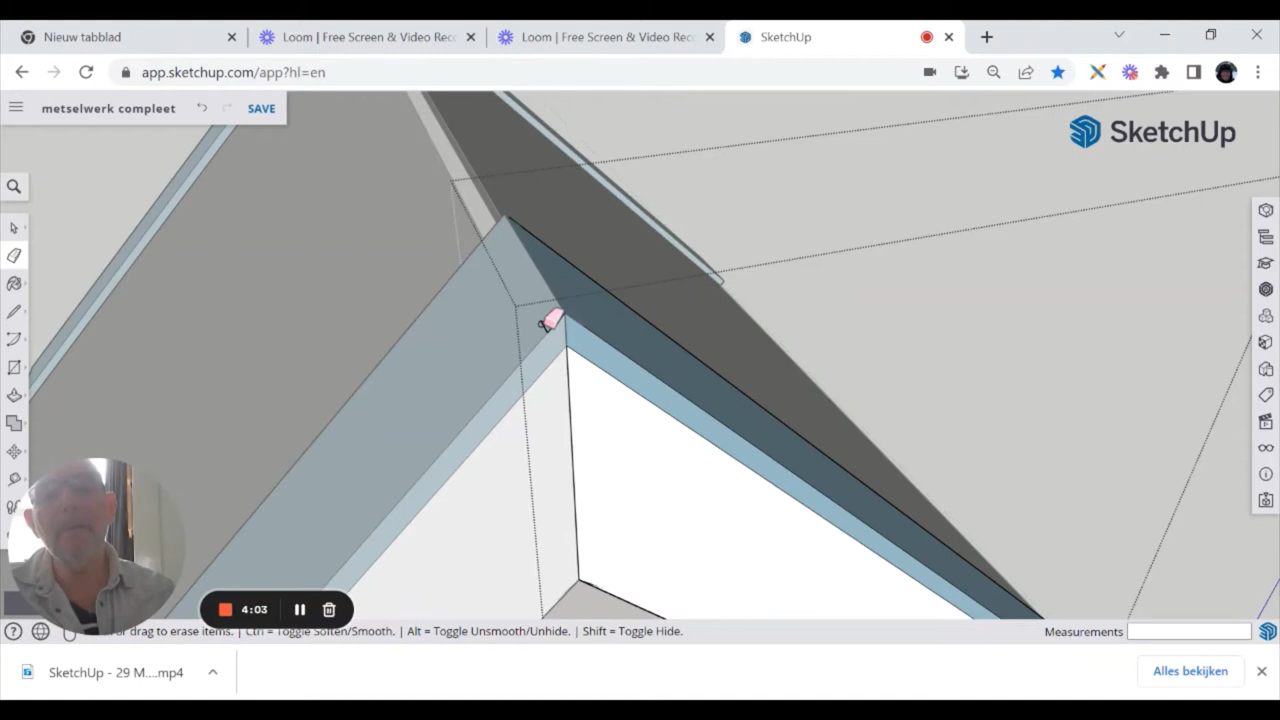 Nieuw tabblad
Loom | Free Screen & Video Rec
Loom | Free Screen & Video Rec
SketchUp
app.sketchup.com/app?hl=en
metselwerk compleet
SAVE
SketchUp
4:03
or drag to erase items. Ctrl = Toggle Soften/Smooth. | Alt = Toggle Unsmooth/Unhide. | Shift = Toggle Hide.
Measurements
SketchUp - 29 M....mp4
Alles bekijken